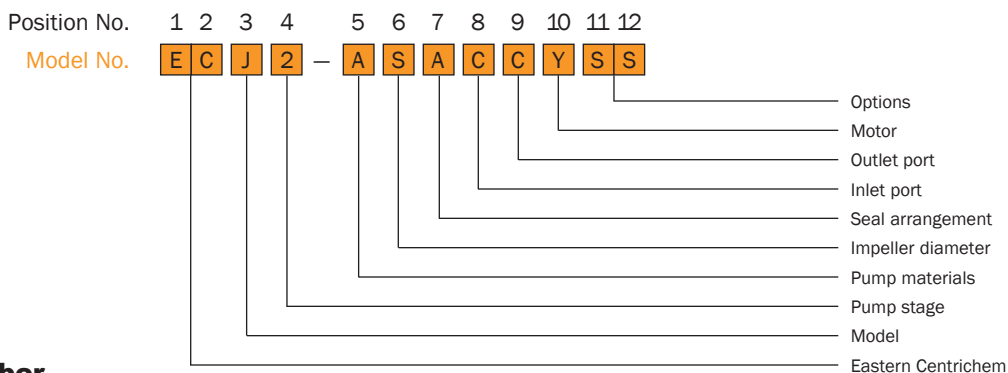 Position No. 1 2 3 4 5 6 7 8 9 10 11 12
Model No. E C J 2 – A S A C C Y S S
Options
Motor
Outlet port
Inlet port
Seal arrangement
Impeller diameter
Pump materials
Pump stage
Model
Eastern Centrichem